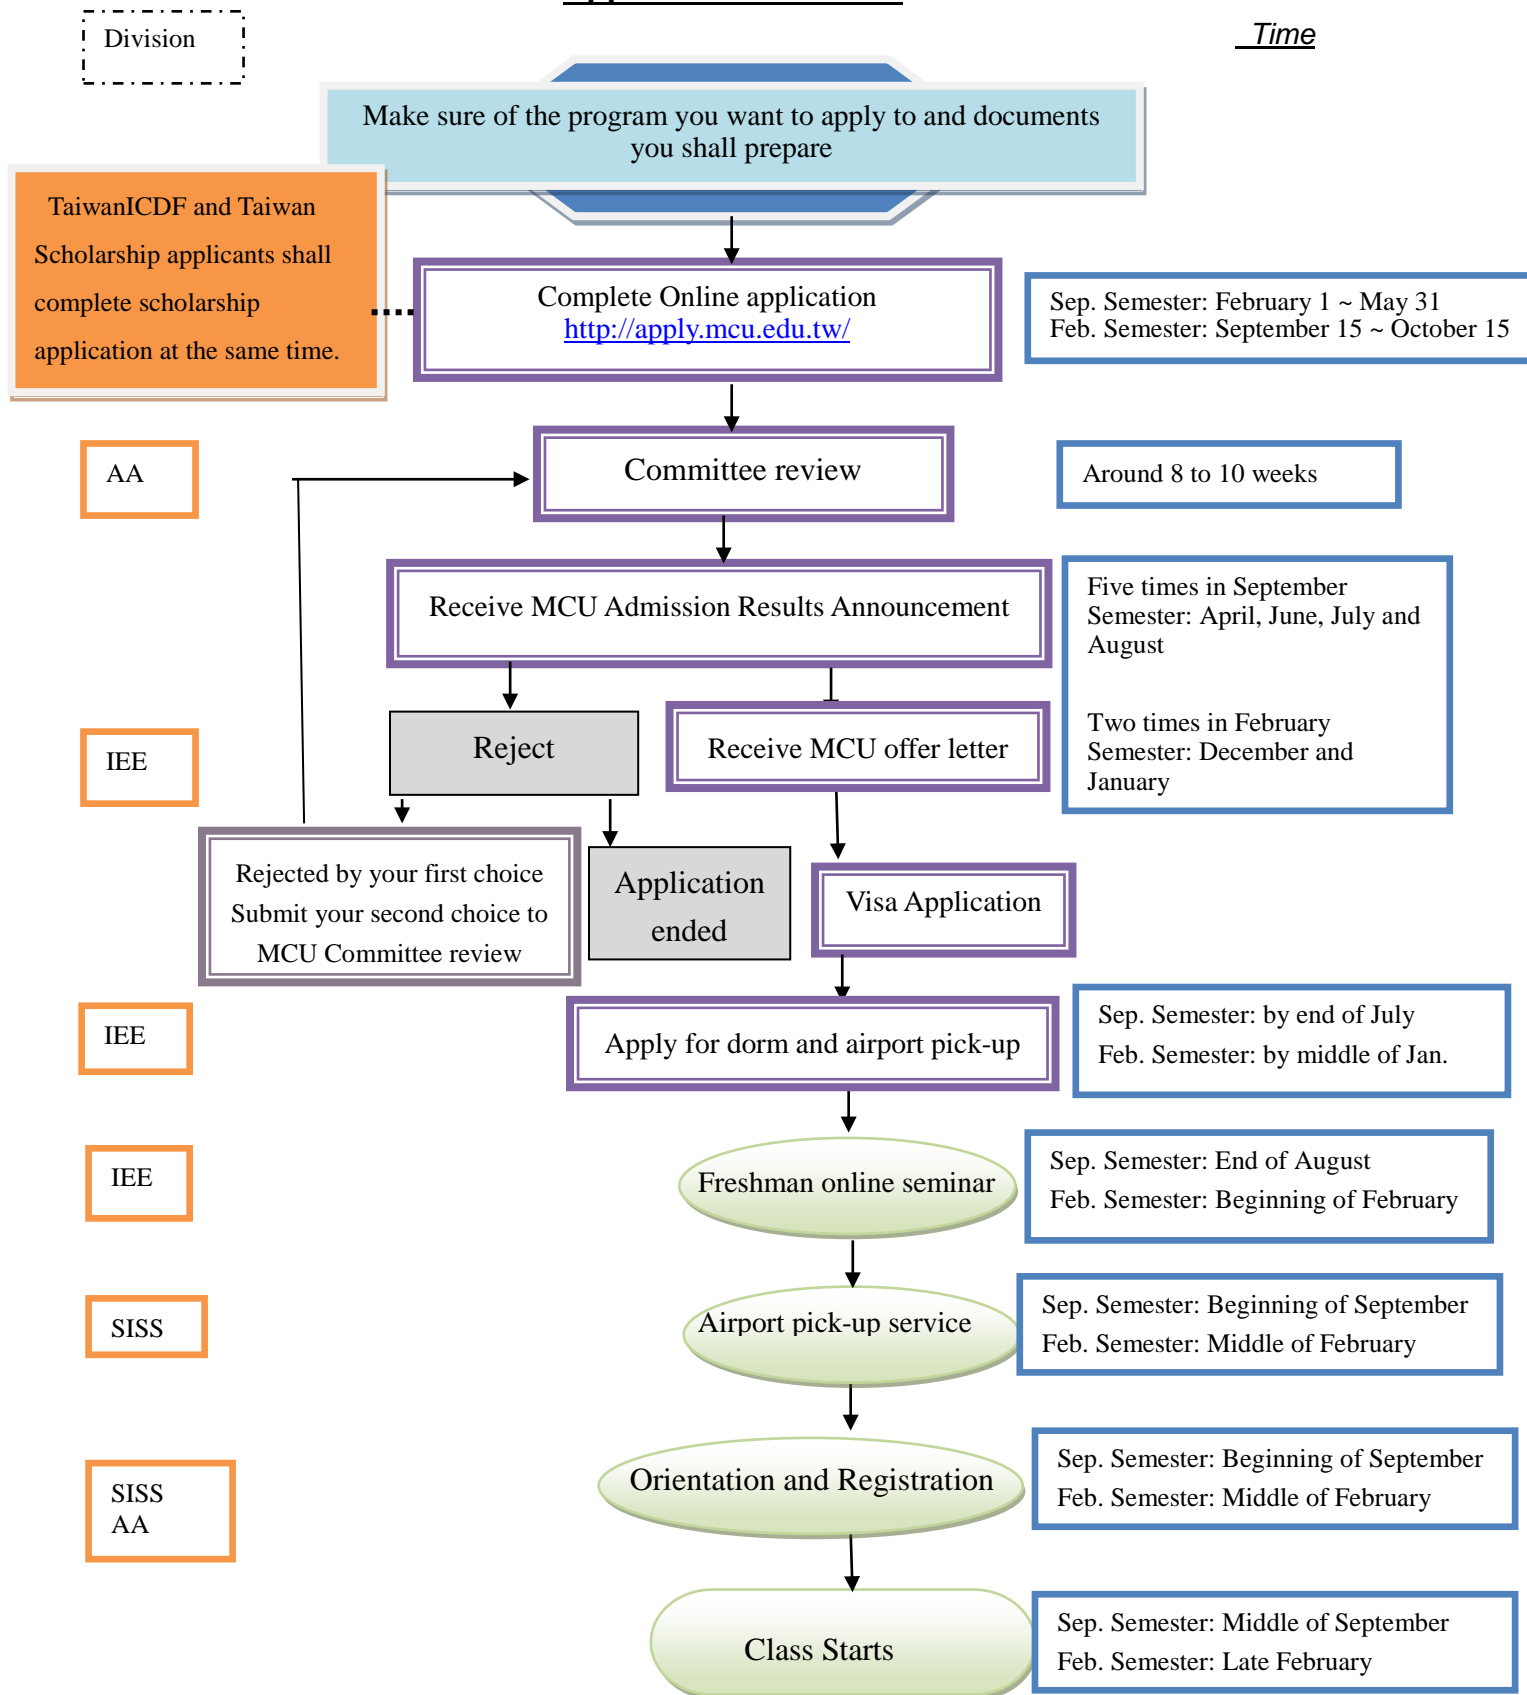 Division
Time
Make sure of the program you want to apply to and documents
you shall prepare
TaiwanICDF and Taiwan
Scholarship applicants shall
complete scholarship
application at the same time.
Complete Online application
http://apply.mcu.edu.tw/
Sep. Semester: February 1 ~ May 31
Feb. Semester: September 15 ~ October 15
AA
Committee review
Around 8 to 10 weeks
Receive MCU Admission Results Announcement
Five times in September
Semester: April, June, July and
August
Two times in February
Semester: December and
January
IEE
Reject
Receive MCU offer letter
Rejected by your first choice
Submit your second choice to
MCU Committee review
Application
ended
Visa Application
IEE
Apply for dorm and airport pick-up
Sep. Semester: by end of July
Feb. Semester: by middle of Jan.
IEE
Freshman online seminar
Sep. Semester: End of August
Feb. Semester: Beginning of February
SISS
Airport pick-up service
Sep. Semester: Beginning of September
Feb. Semester: Middle of February
SISS
AA
Orientation and Registration
Sep. Semester: Beginning of September
Feb. Semester: Middle of February
Class Starts
Sep. Semester: Middle of September
Feb. Semester: Late February